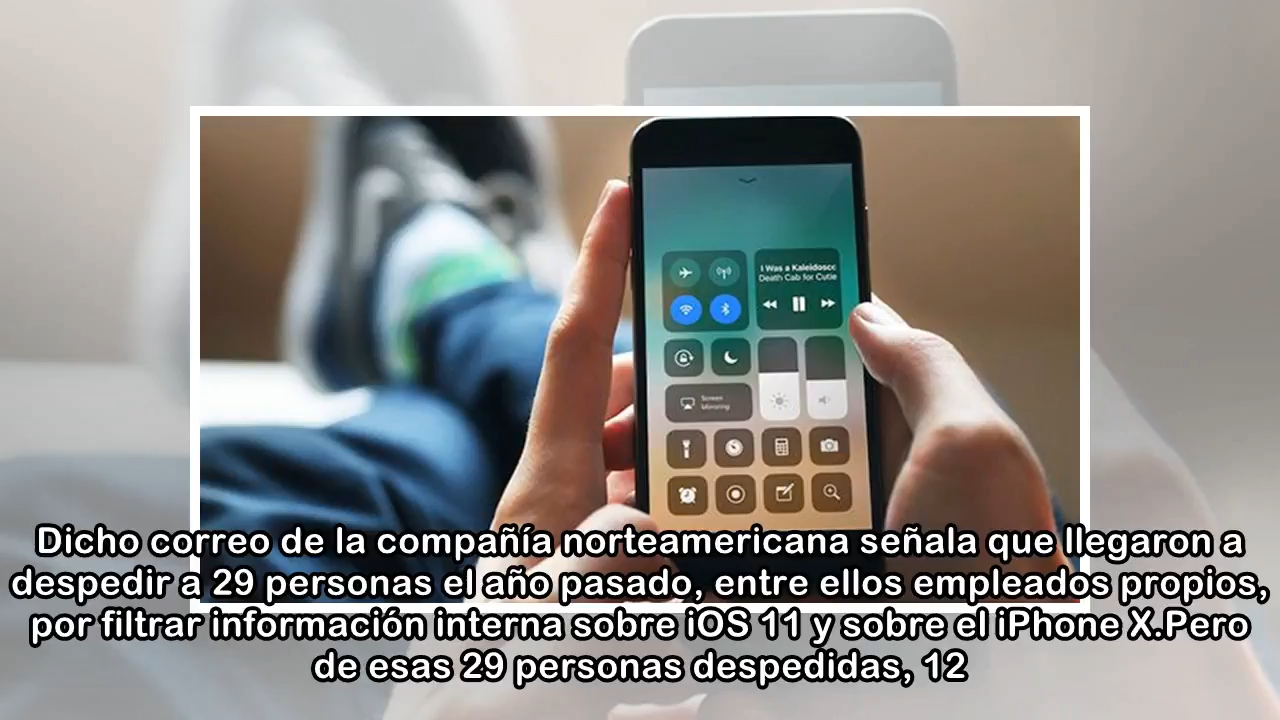 I Was a Kaleidosco
Death Cab for Cutie
Screen
Mirroring
Dicho correo de la compañía norteamericana señala que llegaron a
despedir a 29 personas el año pasado, entre ellos empleados propios,
por filtrar información interna sobre iOS 11 y sobre el iPhone X.Pero
de esas 29 personas despedidas, 12